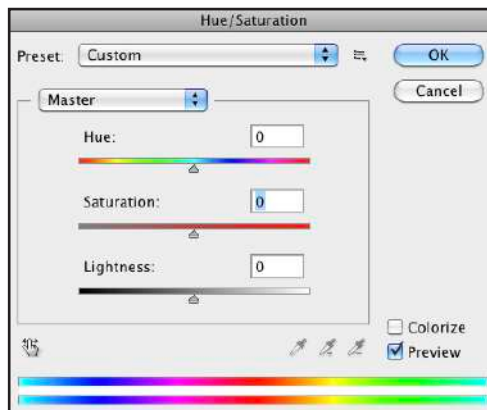 Hue/Saturation
Preset: Custom
OK
Cancel
Master
Hue: 0
Saturation: 0
Lightness: 0
Colorize
Preview